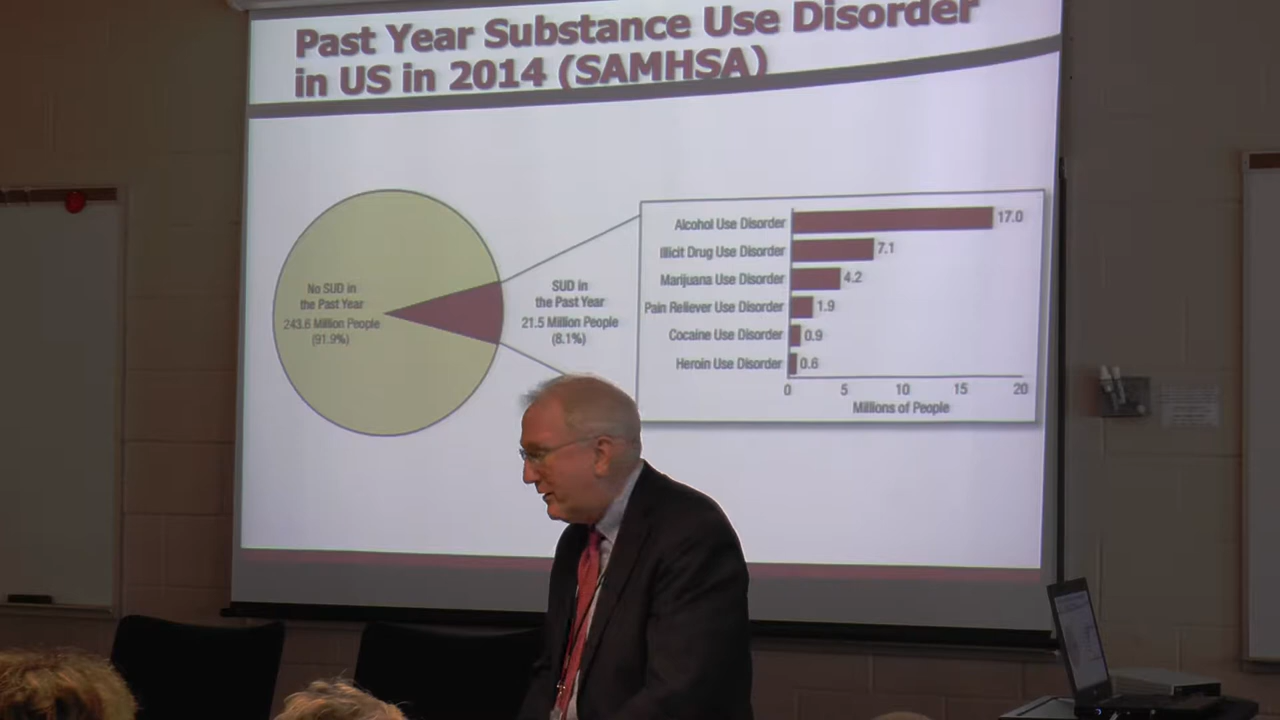 Past Year Substance Use Disorder
in US in 2014 (SAMHSA)
No SUD in
the Past Year
243.6 Million People
(91.9%)
SUD in
the Past Year
21.5 Million People
(8.1%)
Alcohol Use Disorder 17.0
Illicit Drug Use Disorder 7.1
Marijuana Use Disorder 4.2
Pain Reliever Use Disorder 1.9
Cocaine Use Disorder 0.9
Heroin Use Disorder 0.6
0 5 10 15 20
Millions of People